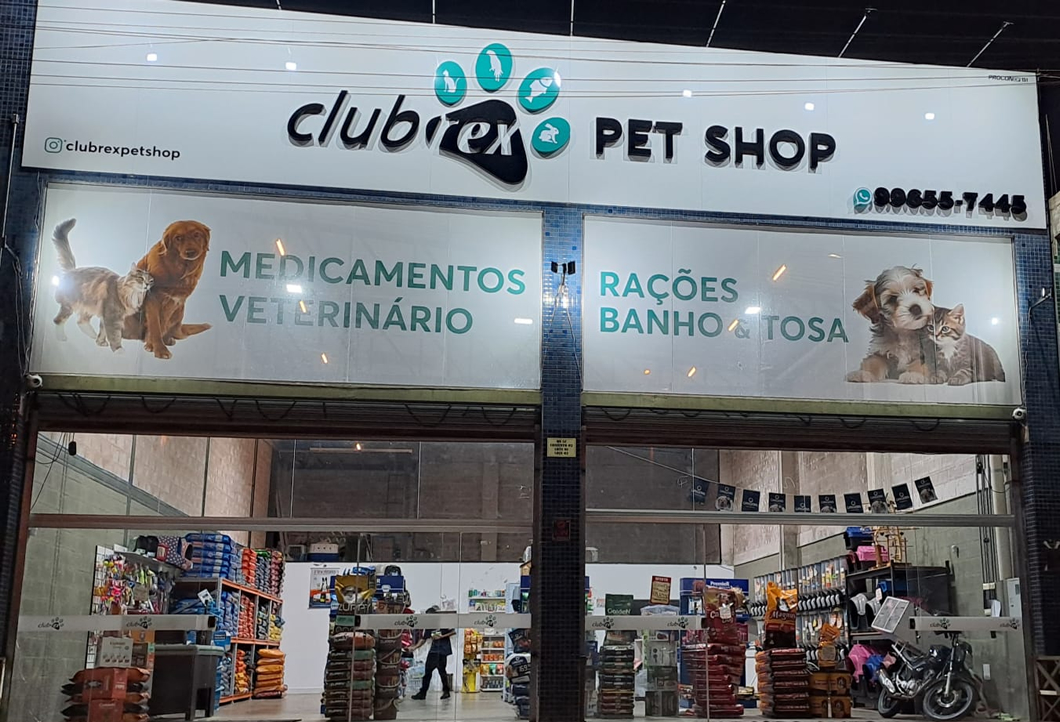 clubrex PET SHOP
clubrexpetshop
99655-7445
MEDICAMENTOS
VETERINÁRIO
RAÇÕES
BANHO & TOSA